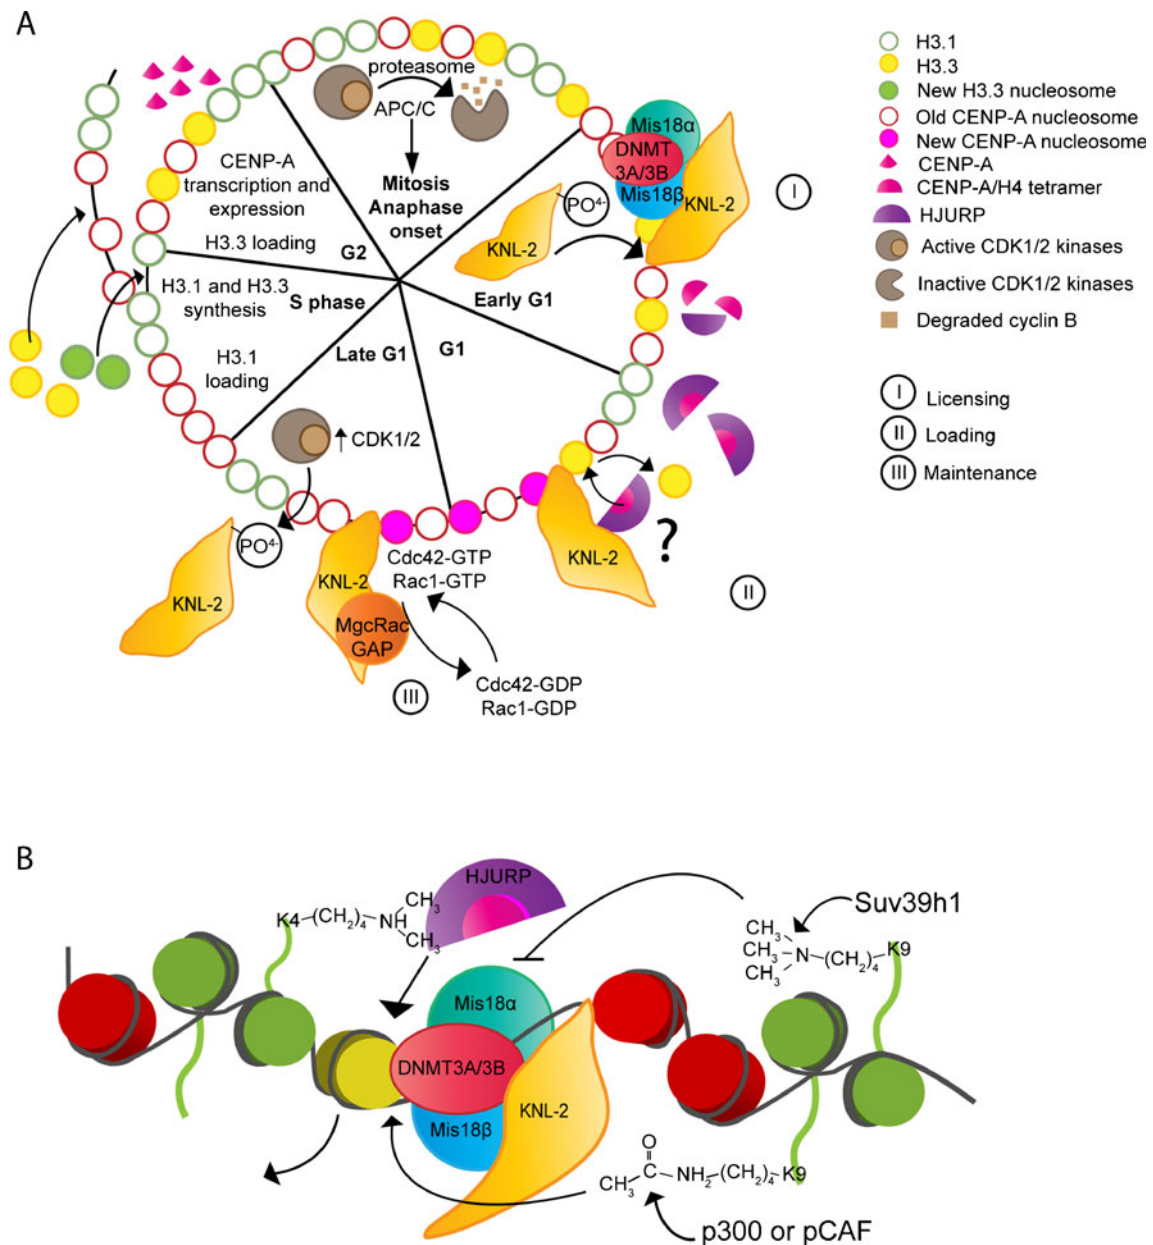 A
proteasome
APC/C
Mitosis
Anaphase
onset
CENP-A
transcription and
expression
H3.3 loading
G2
H3.1 and H3.3
synthesis
S phase
H3.1
loading
Late G1
G1
Early G1
CDK1/2
Mis18α
DNMT
3A/3B
Mis18β
KNL-2
PO4-
KNL-2
I
KNL-2
?
II
PO4-
KNL-2
KNL-2
MgcRac
GAP
Cdc42-GTP
Rac1-GTP
Cdc42-GDP
Rac1-GDP
III
H3.1
H3.3
New H3.3 nucleosome
Old CENP-A nucleosome
New CENP-A nucleosome
CENP-A
CENP-A/H4 tetramer
HJURP
Active CDK1/2 kinases
Inactive CDK1/2 kinases
Degraded cyclin B
I Licensing
II Loading
III Maintenance
B
HJURP
K4-(CH2)4-NH
CH3
CH3
Suv39h1
CH3
CH3-N-(CH2)4-K9
CH3
Mis18α
DNMT3A/3B
Mis18β
KNL-2
O
CH3-C-NH2-(CH2)4-K9
p300 or pCAF